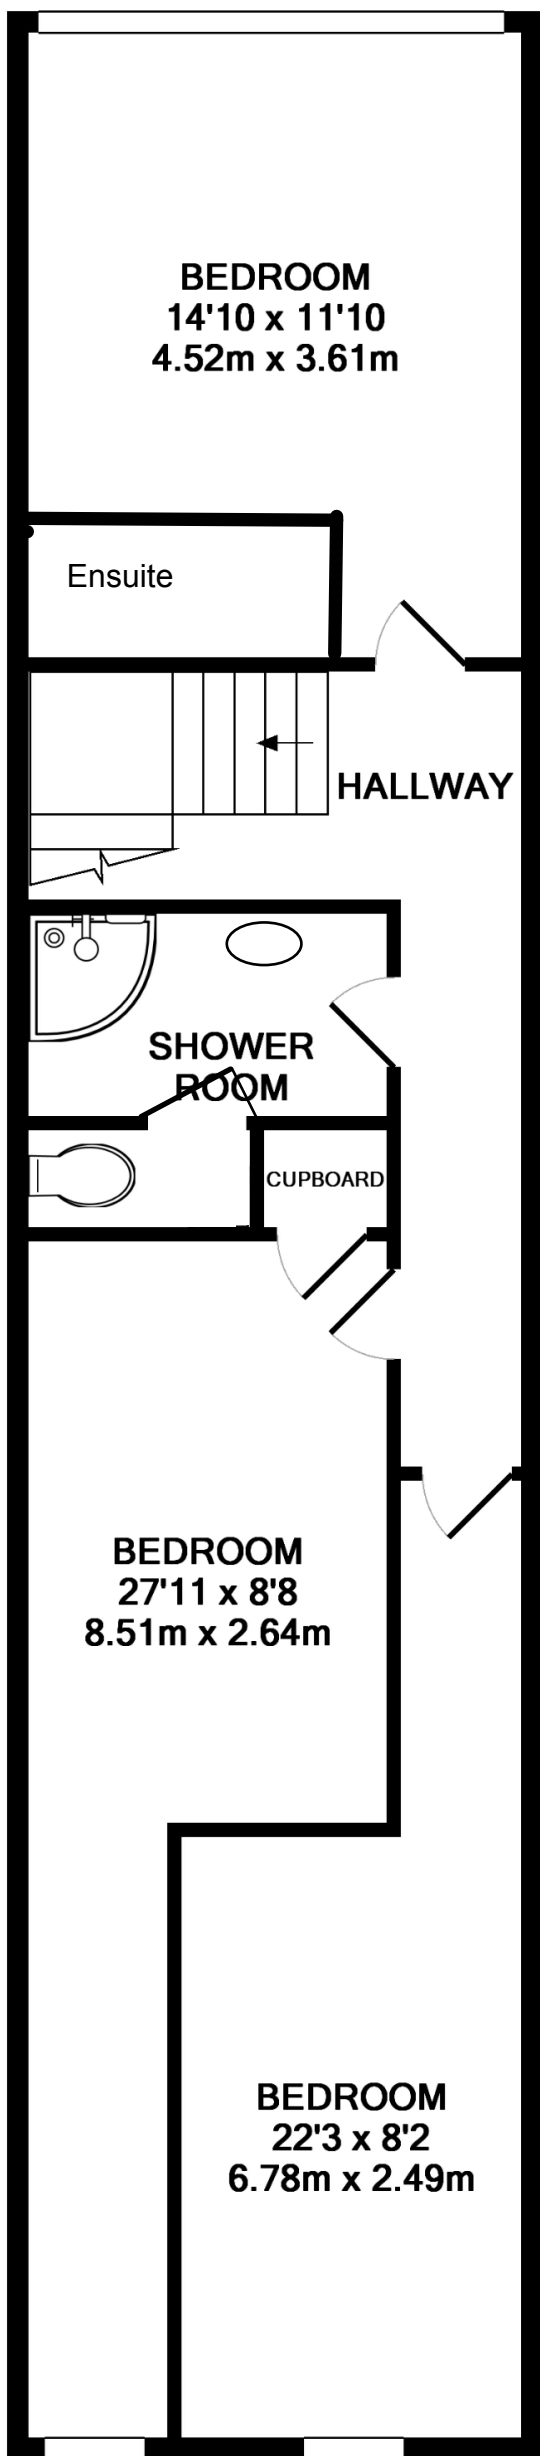 BEDROOM
14'10 x 11'10
4.52m x 3.61m
Ensuite
HALLWAY
SHOWER
ROOM
CUPBOARD
BEDROOM
27'11 x 8'8
8.51m x 2.64m
BEDROOM
22'3 x 8'2
6.78m x 2.49m